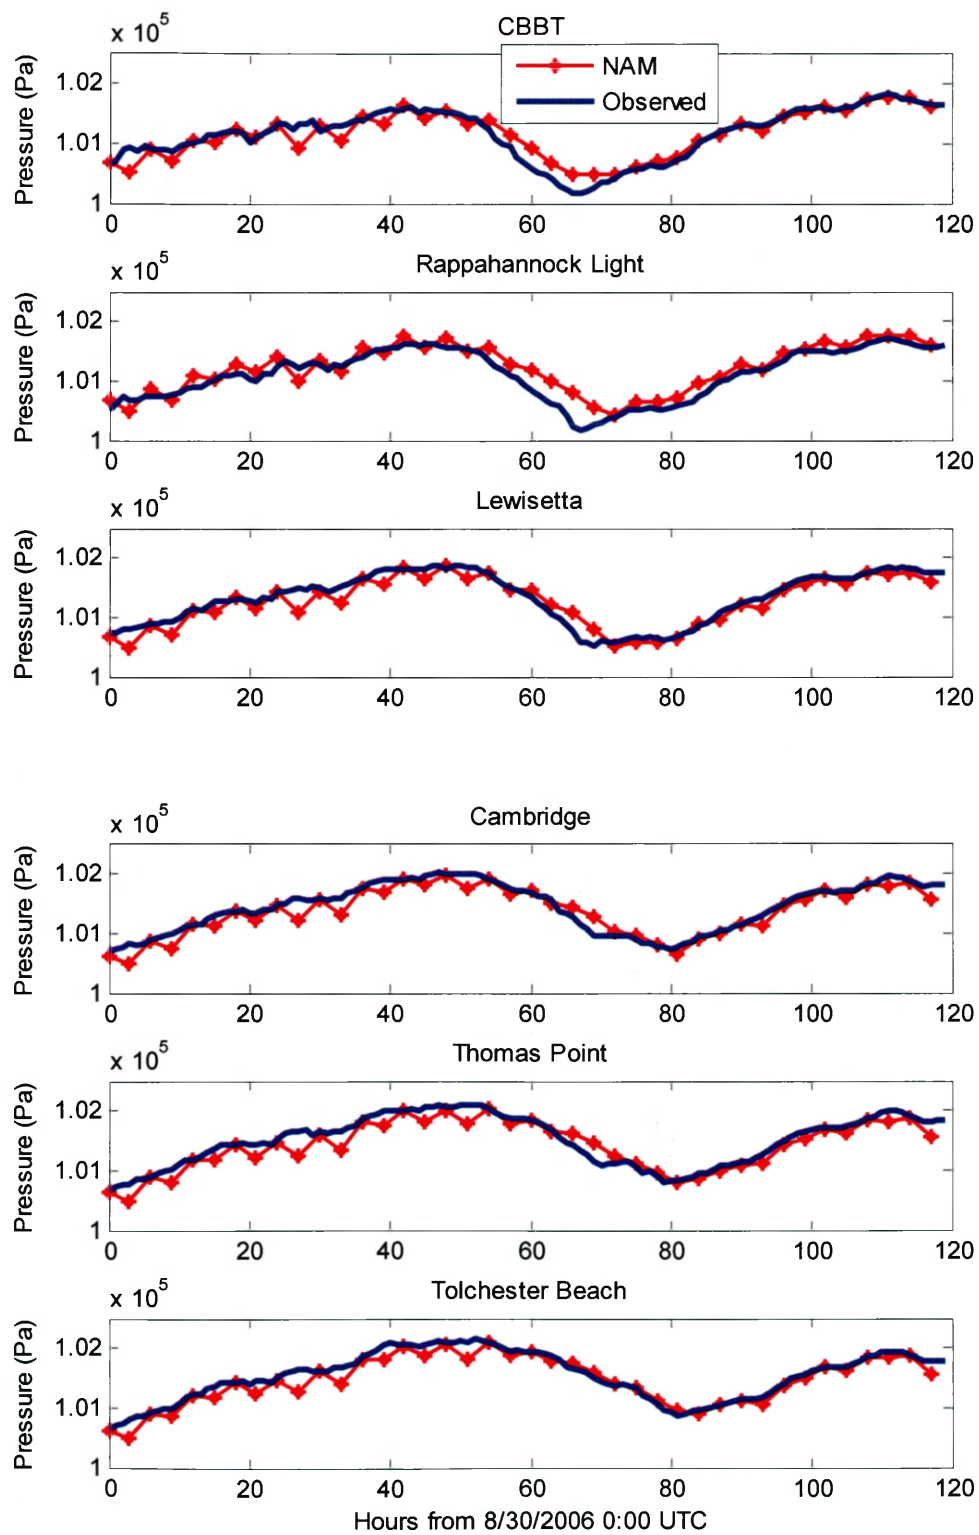 x 10^5
CBBT
NAM
Observed
Pressure (Pa)
1.02
1.01
1
0 20 40 60 80 100 120
x 10^5
Rappahannock Light
Pressure (Pa)
1.02
1.01
1
0 20 40 60 80 100 120
x 10^5
Lewisetta
Pressure (Pa)
1.02
1.01
1
0 20 40 60 80 100 120
x 10^5
Cambridge
Pressure (Pa)
1.02
1.01
1
0 20 40 60 80 100 120
x 10^5
Thomas Point
Pressure (Pa)
1.02
1.01
1
0 20 40 60 80 100 120
x 10^5
Tolchester Beach
Pressure (Pa)
1.02
1.01
1
0 20 40 60 80 100 120
Hours from 8/30/2006 0:00 UTC